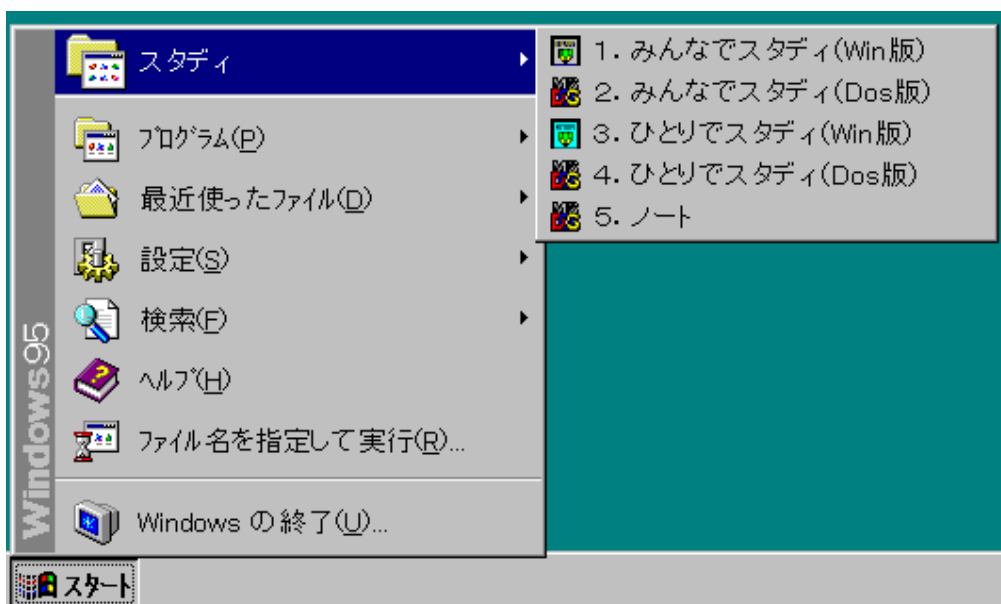 スタディ
プログラム(P)
最近使ったファイル(D)
設定(S)
検索(F)
ヘルプ(H)
ファイル名を指定して実行(R)...
Windows の終了(U)...
Windows95
スタート
1. みんなでスタディ(Win版)
2. みんなでスタディ(Dos版)
3. ひとりでスタディ(Win版)
4. ひとりでスタディ(Dos版)
5. ノート